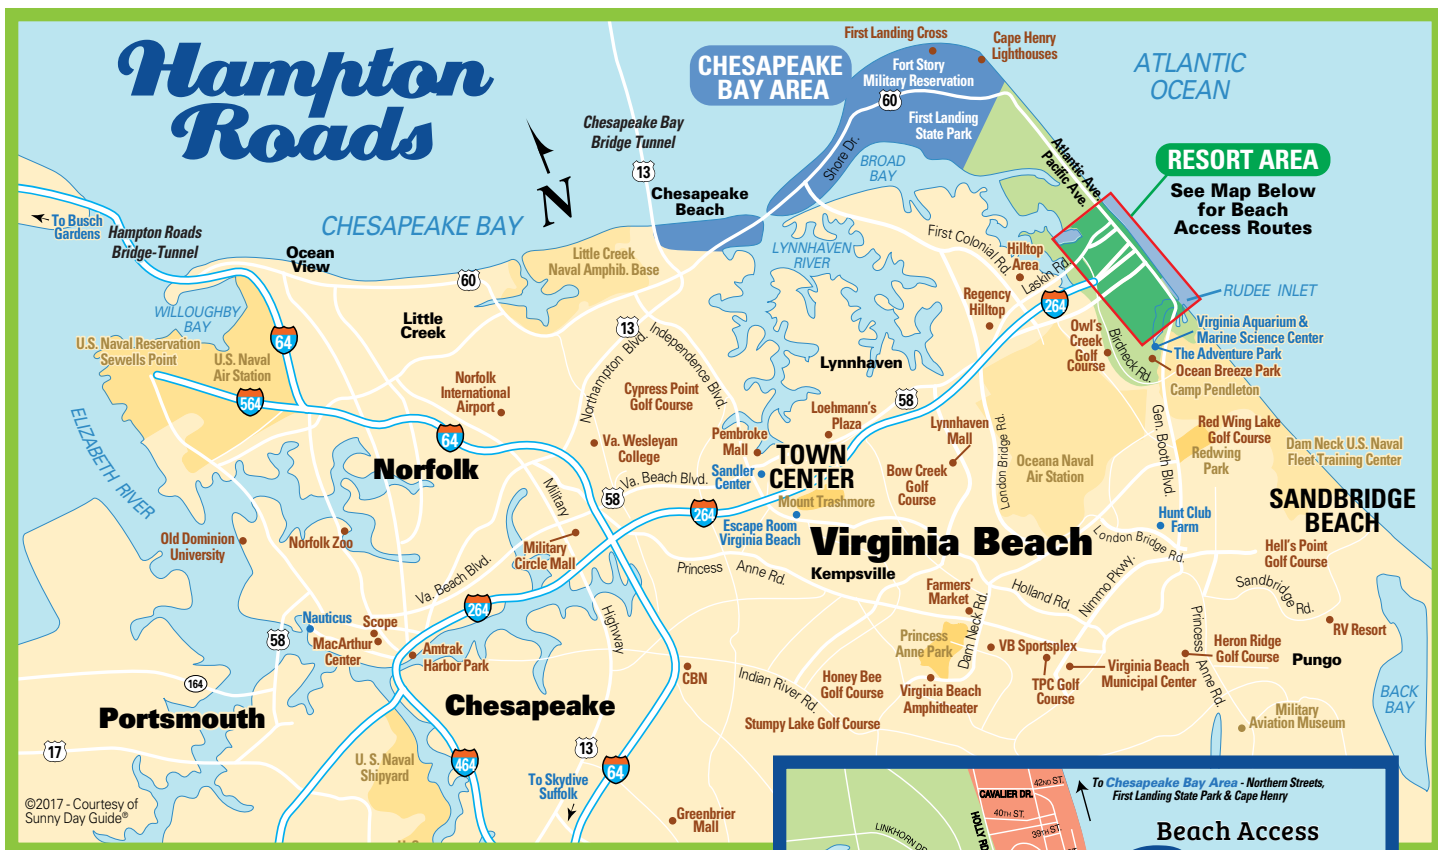 Hampton
Roads
CHESAPEAKE
BAY AREA
First Landing Cross
Cape Henry
Lighthouses
Fort Story
Military Reservation
60
First Landing
State Park
ATLANTIC
OCEAN
Chesapeake Bay
Bridge Tunnel
13
Shore Dr.
BROAD
BAY
Atlantic Ave.
Pacific Ave.
RESORT AREA
See Map Below
for Beach
Access Routes
N
Chesapeake
Beach
To Busch
Gardens
Hampton Roads
Bridge-Tunnel
CHESAPEAKE BAY
Ocean
View
Little Creek
Naval Amphib. Base
LYNNHAVEN
RIVER
First Colonial Rd.
Hilltop
Area
Laskin Rd.
60
RUDEE INLET
WILLOUGHBY
BAY
Little
Creek
Regency
Hilltop
264
U.S. Naval Reservation
Sewells Point
U.S. Naval
Air Station
64
13
Northampton Blvd.
Independence Blvd.
Owl's
Creek
Golf
Course
Birdneck Rd.
Virginia Aquarium &
Marine Science Center
The Adventure Park
Ocean Breeze Park
Camp Pendleton
Lynnhaven
564
Norfolk
International
Airport
Cypress Point
Golf Course
58
ELIZABETH RIVER
64
Va. Wesleyan
College
Pembroke
Mall
Loehmann's
Plaza
Lynnhaven
Mall
London Bridge Rd.
Gen. Booth Blvd.
Red Wing Lake
Golf Course
Redwing
Park
Dam Neck U.S. Naval
Fleet Training Center
Norfolk
Sandler
Center
TOWN
CENTER
Bow Creek
Golf
Course
Oceana Naval
Air Station
Va. Beach Blvd.
58
Military
Mount Trashmore
264
Escape Room
Virginia Beach
Hunt Club
Farm
SANDBRIDGE
BEACH
Old Dominion
University
Norfolk Zoo
Military
Circle Mall
Virginia Beach
London Bridge Rd.
Hell's Point
Golf Course
Va. Beach Blvd.
Princess Anne Rd.
Kempsville
Farmers'
Market
Holland Rd.
Nimmo Pkwy.
Sandbridge Rd.
264
Nauticus
Scope
58
MacArthur
Center
Amtrak
Harbor Park
Highway
Princess
Anne Park
Dam Neck Rd.
VB Sportsplex
Princess Anne Rd.
Heron Ridge
Golf Course
RV Resort
Pungo
164
CBN
Indian River Rd.
Honey Bee
Golf Course
Virginia Beach
Amphitheater
TPC Golf
Course
Virginia Beach
Municipal Center
BACK
BAY
Portsmouth
Chesapeake
Stumpy Lake Golf Course
Military
Aviation Museum
17
U. S. Naval
Shipyard
464
13
64
To Skydive
Suffolk
©2017 - Courtesy of
Sunny Day Guide®
Greenbrier
Mall
42ND ST.
CAVALIER DR.
40TH ST.
39TH ST.
HOLLY RD.
LINKHORN DR.
To Chesapeake Bay Area - Northern Streets,
First Landing State Park & Cape Henry
Beach Access